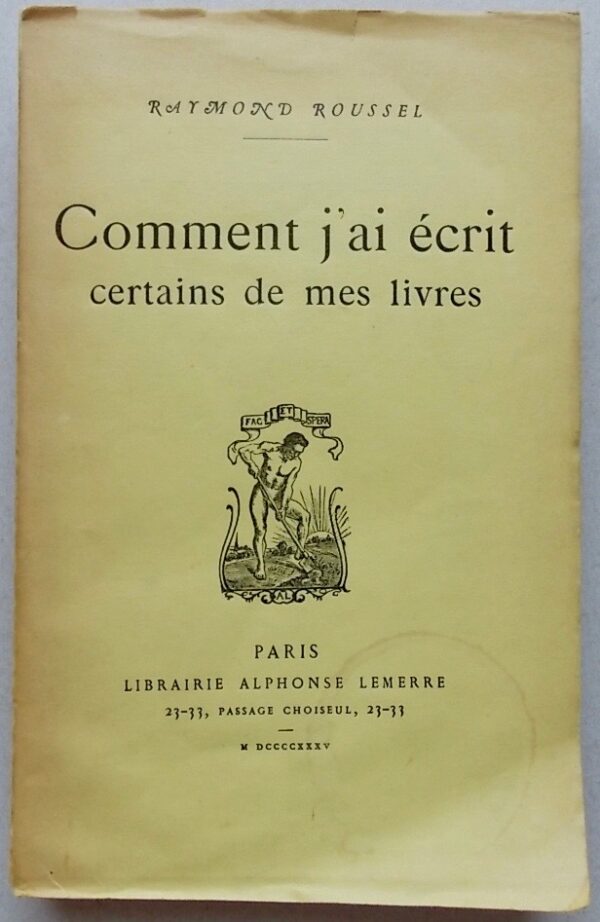 RAYMOND ROUSSEL
Comment j'ai écrit
certains de mes livres
FAC ET SPERA
AL
PARIS
LIBRAIRIE ALPHONSE LEMERRE
23-33, PASSAGE CHOISEUL, 23-33
M DCCCCXXXV